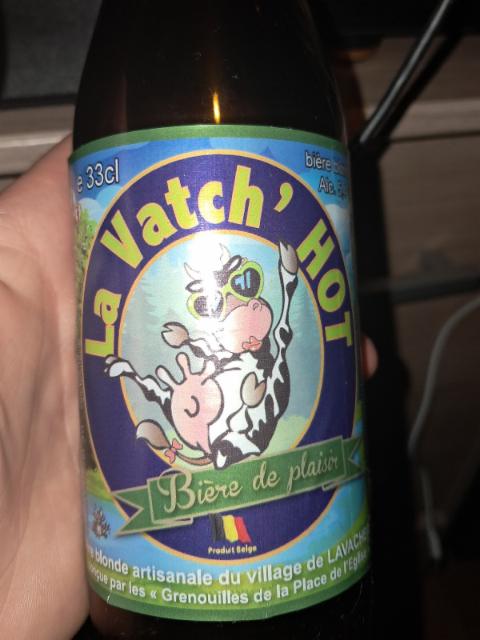 e 33cl
bière
Alc.
La Vatch' HOT
Bière de plaisir
Produit Belge
blonde artisanale du village de
par les « Grenouilles de la Place de l'Eglise